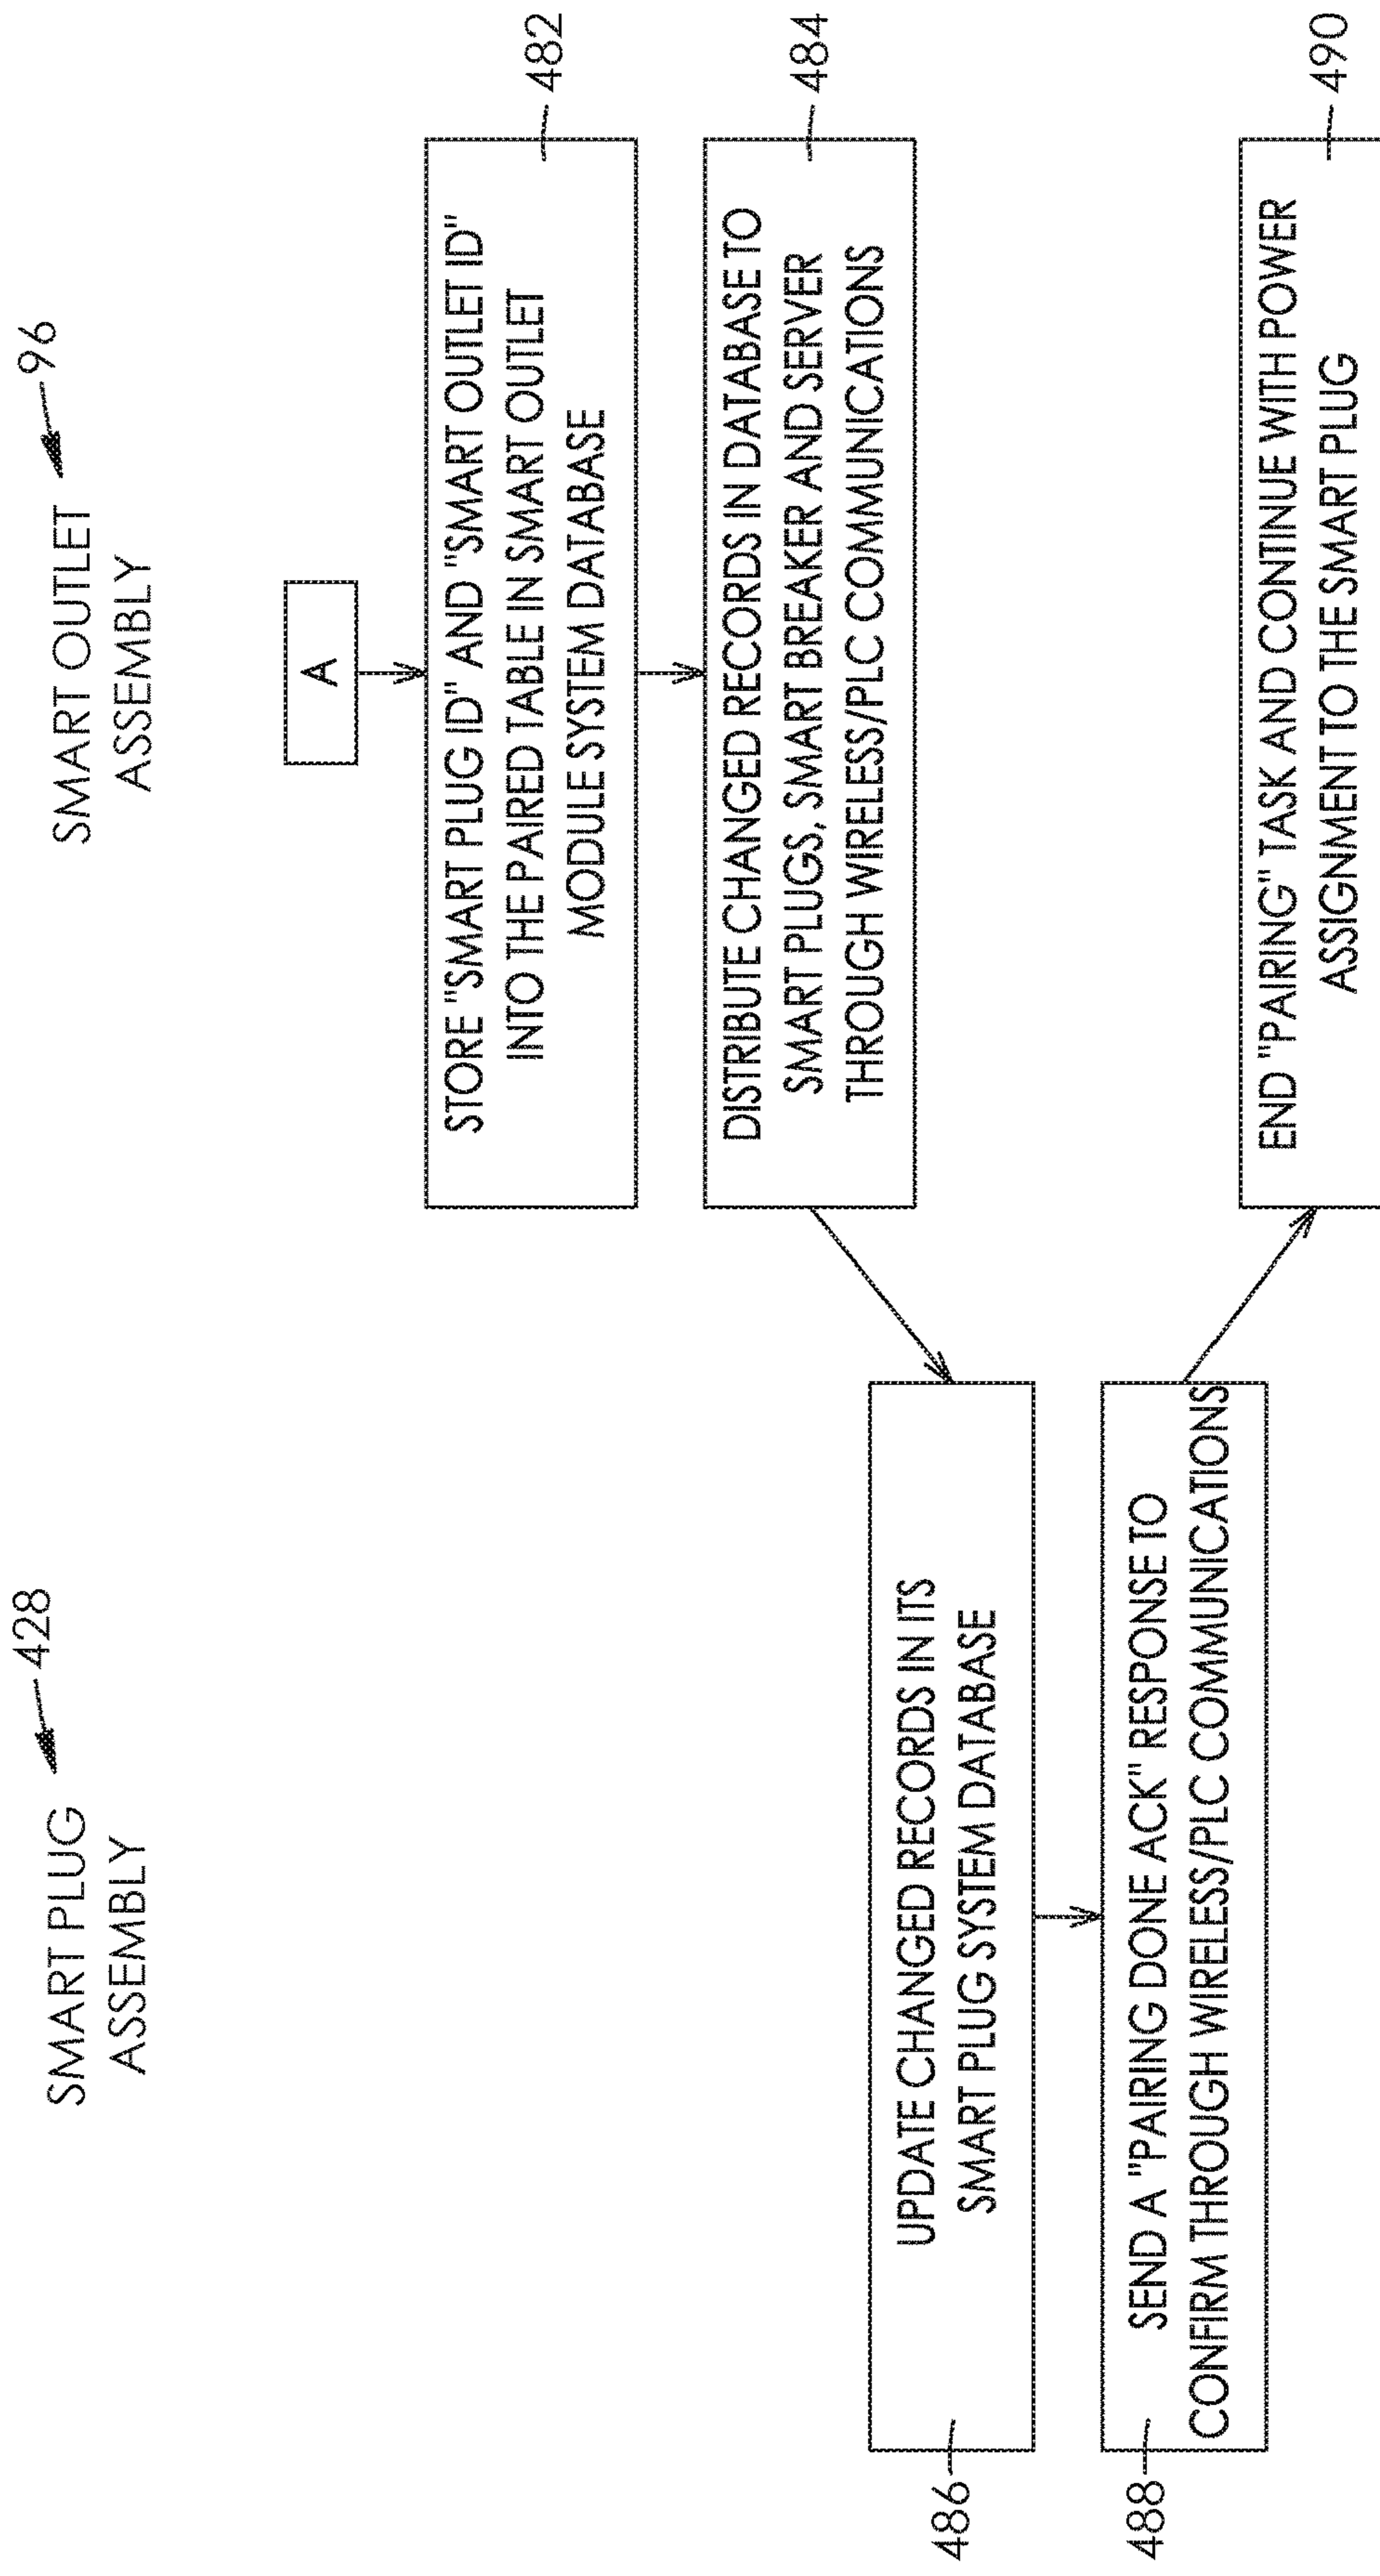 SMART PLUG
ASSEMBLY
428
SMART OUTLET
ASSEMBLY
96
A
STORE "SMART PLUG ID" AND "SMART OUTLET ID"
INTO THE PAIRED TABLE IN SMART OUTLET
MODULE SYSTEM DATABASE
482
DISTRIBUTE CHANGED RECORDS IN DATABASE TO
SMART PLUGS, SMART BREAKER AND SERVER
THROUGH WIRELESS/PLC COMMUNICATIONS
484
UPDATE CHANGED RECORDS IN ITS
SMART PLUG SYSTEM DATABASE
486
SEND A "PAIRING DONE ACK" RESPONSE TO
CONFIRM THROUGH WIRELESS/PLC COMMUNICATIONS
488
END "PAIRING" TASK AND CONTINUE WITH POWER
ASSIGNMENT TO THE SMART PLUG
490